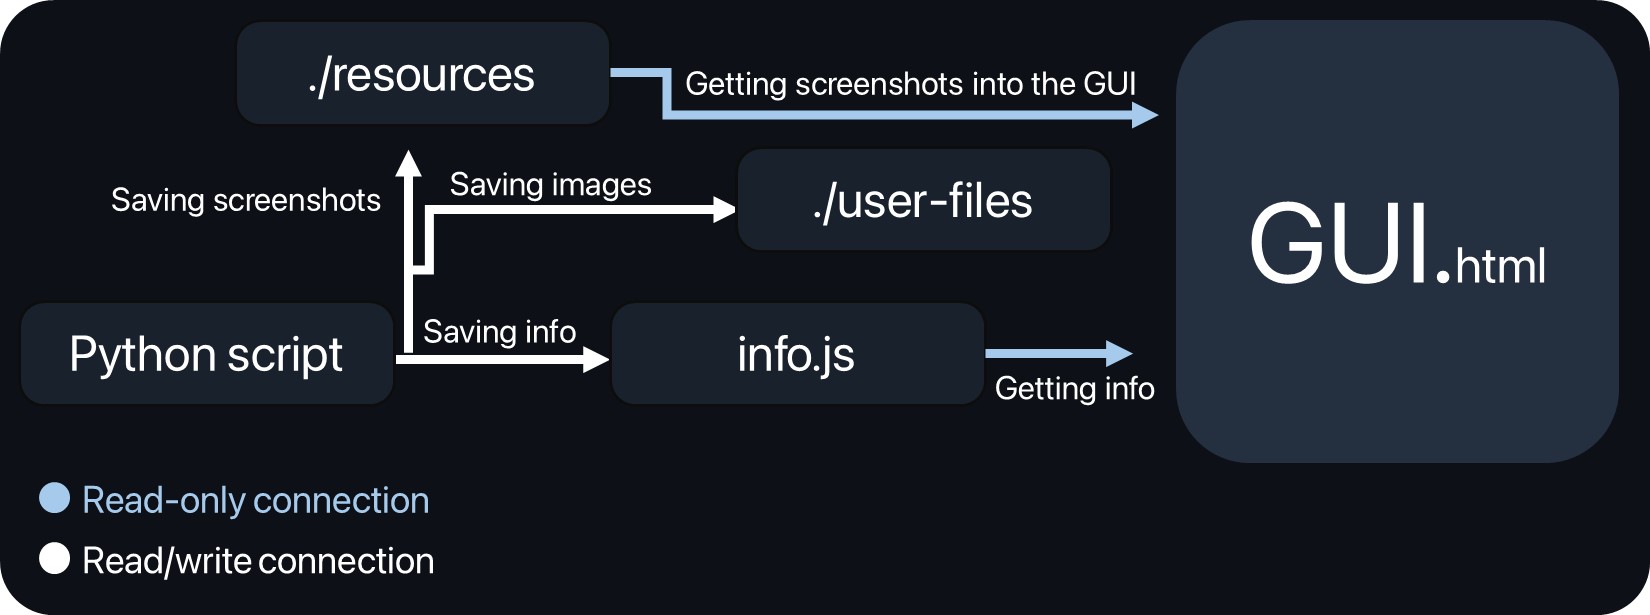 ./resources
Getting screenshots into the GUI
Saving screenshots
Saving images
./user-files
GUI.html
Python script
Saving info
info.js
Getting info
Read-only connection
Read/write connection